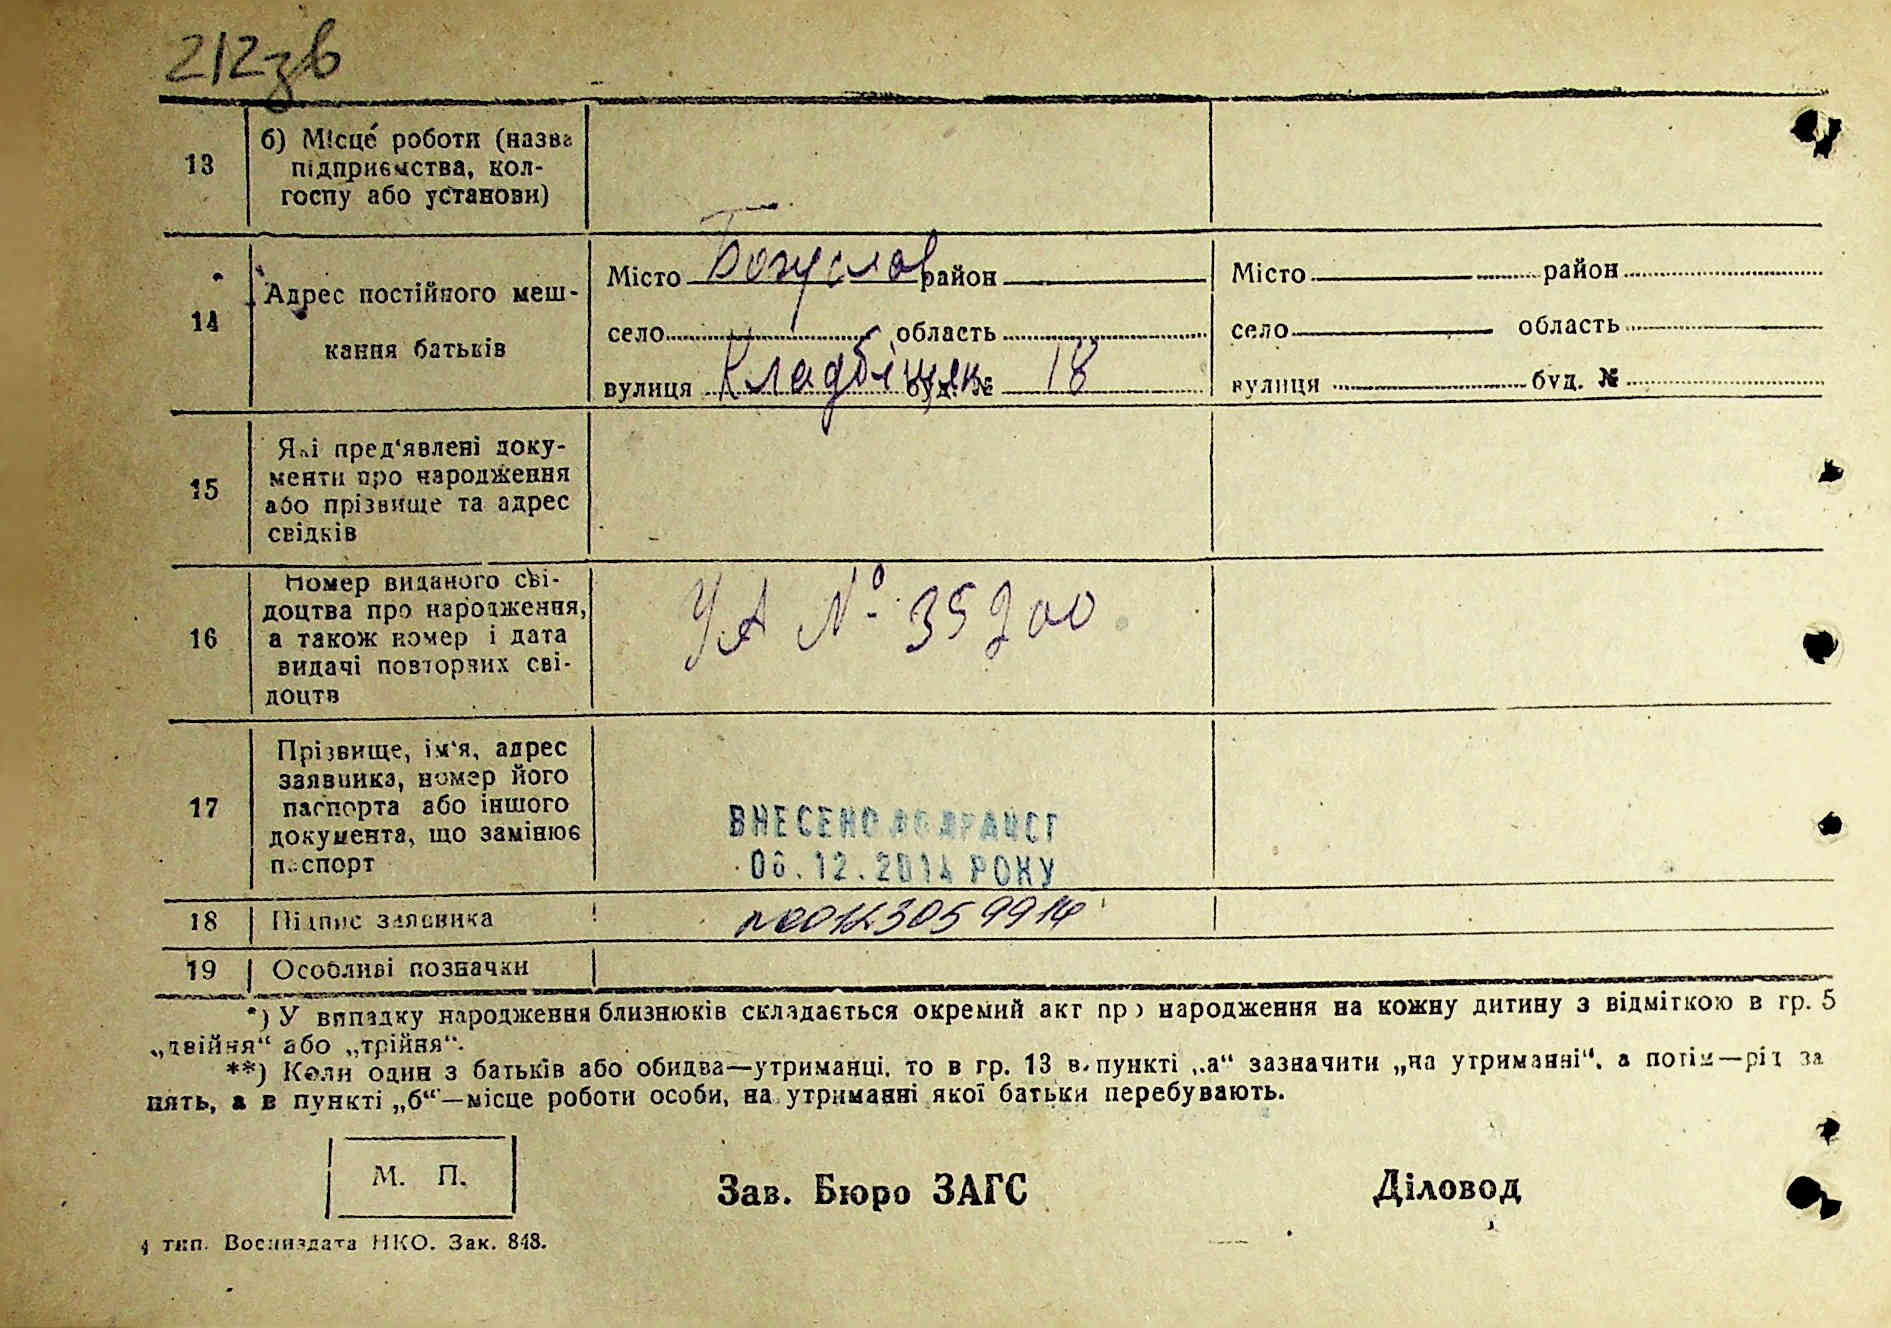 212зв
13
б) Місце роботи (назва
підприємства, кол-
госпу або установи)
14
Адрес постійного меш-
кання батьків
Місто Богуслов район
село область
вулиця Кладбіщен буд. № 18
Місто район
село область
вулиця буд. №
15
Які пред'явлені доку-
менти про народження
або прізвище та адрес
свідків
16
Номер виданого сві-
доцтва про народження,
а також номер і дата
видачі повторних сві-
доцтв
УА № 35200
17
Прізвище, ім'я, адрес
заявника, номер його
паспорта або іншого
документа, що замінює
паспорт
ВНЕСЕНО ДО ДРАЦСГ
06.12.2014 РОКУ
18
Підпис заявника
19
Особливі позначки
*) У випадку народження близнюків складається окремий акт про народження на кожну дитину з відміткою в гр. 5
„двійня“ або „трійня“.
**) Коли один з батьків або обидва—утриманці, то в гр. 13 в пункті „а“ зазначити „на утриманні“, а потім—рід за
нять, а в пункті „б“—місце роботи особи, на утриманні якої батьки перебувають.
М. П.
Зав. Бюро ЗАГС
Діловод
4 тип. Воениздата НКО. Зак. 848.